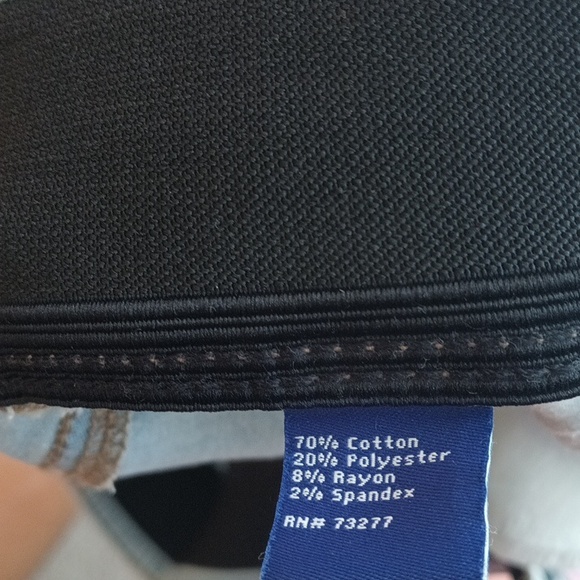 70% Cotton
20% Polyester
8% Rayon
2% Spandex
RN# 73277